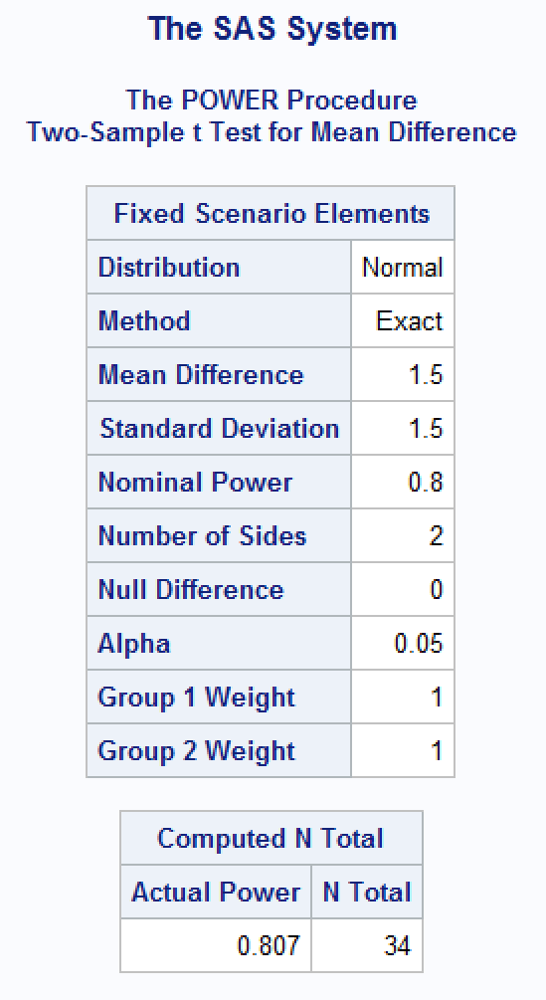 The SAS System
The POWER Procedure
Two-Sample t Test for Mean Difference
Fixed Scenario Elements
Distribution Normal
Method Exact
Mean Difference 1.5
Standard Deviation 1.5
Nominal Power 0.8
Number of Sides 2
Null Difference 0
Alpha 0.05
Group 1 Weight 1
Group 2 Weight 1
Computed N Total
Actual Power N Total
0.807 34